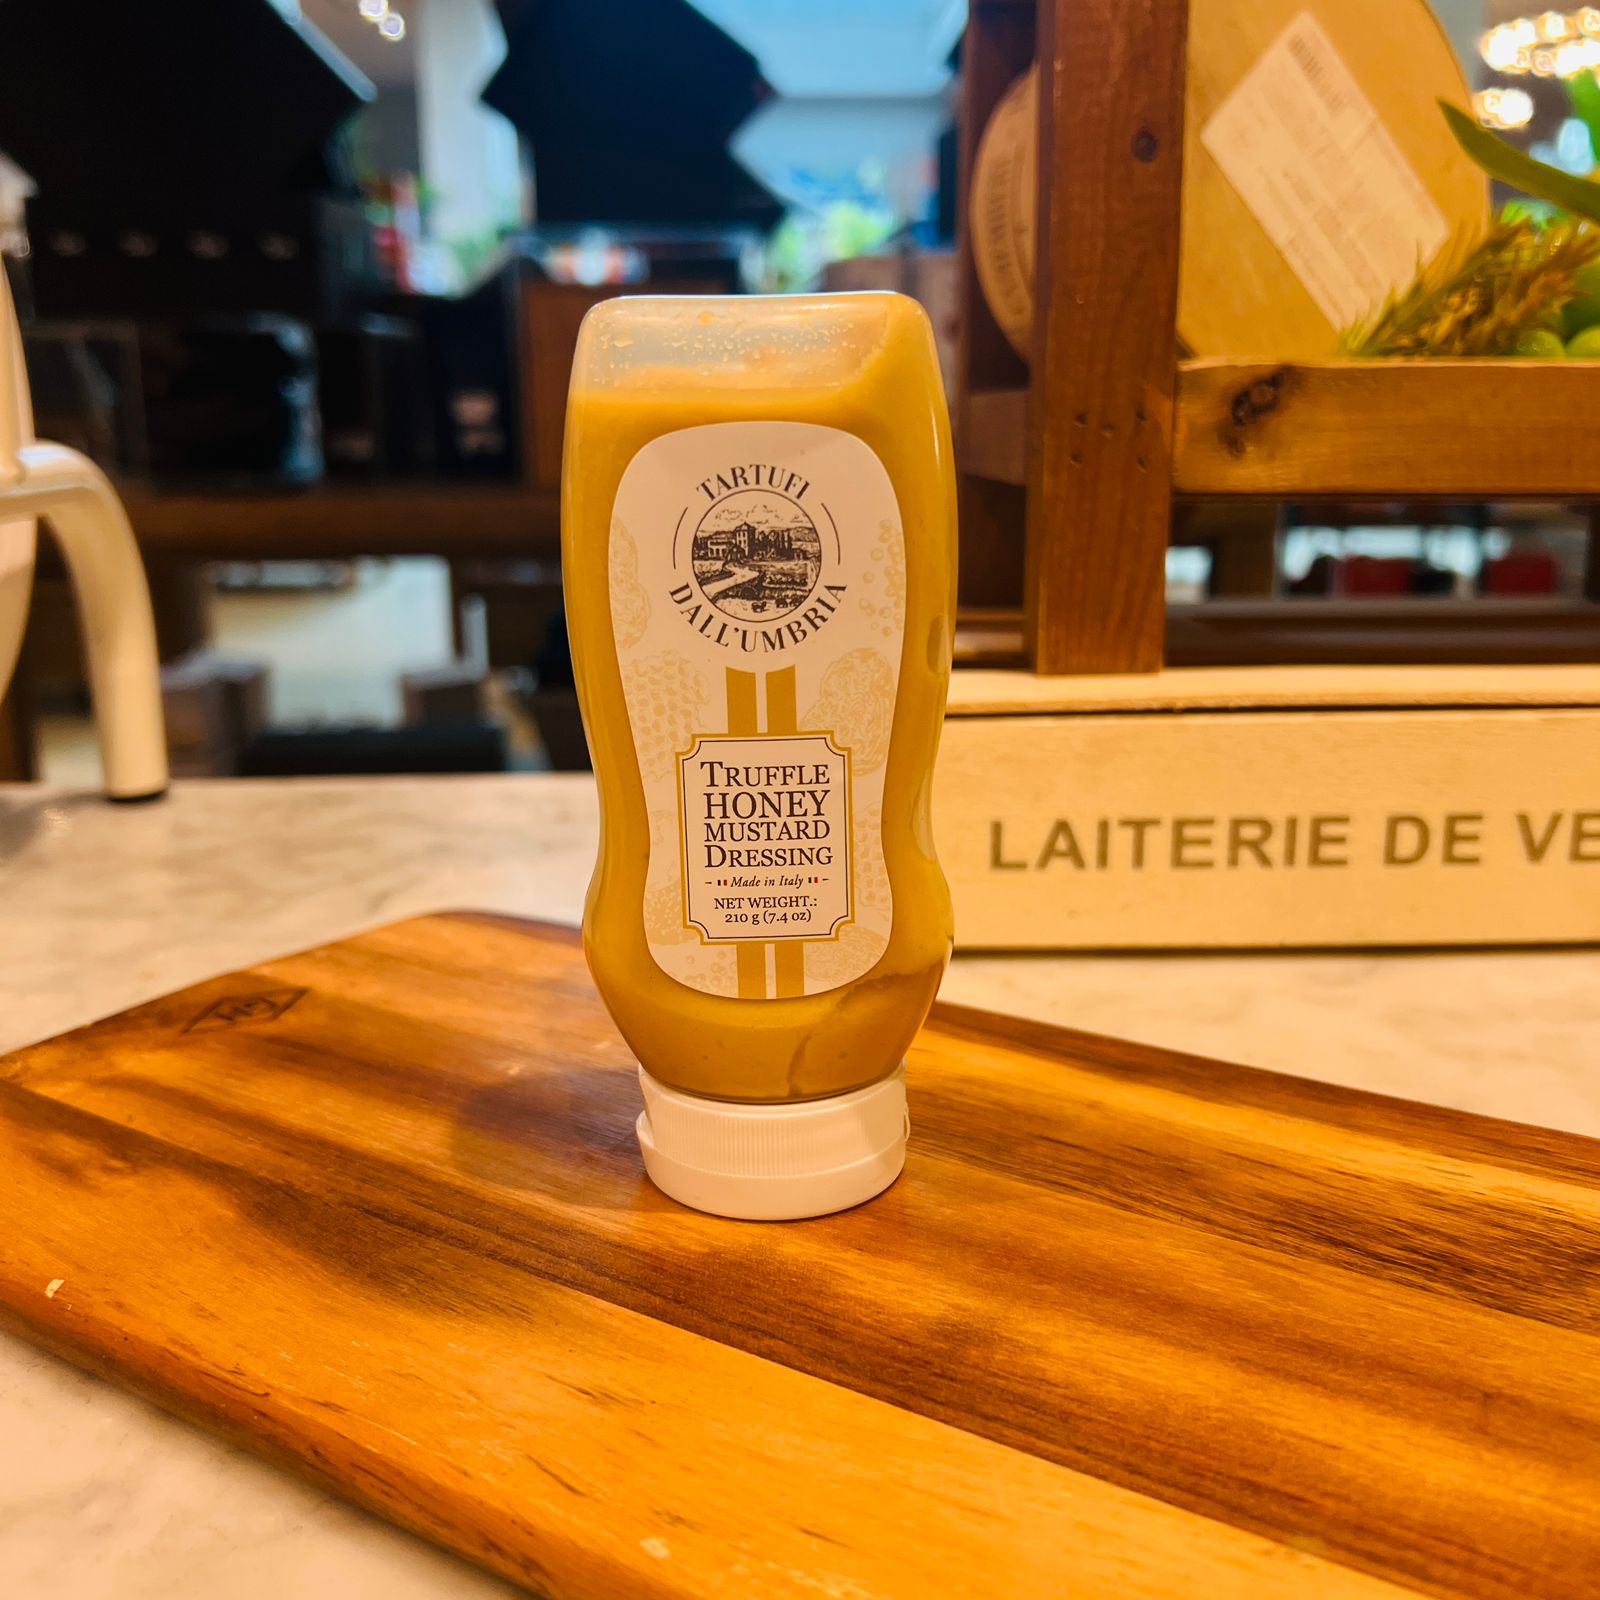 TARTUFI
DALL'UMBRIA
TRUFFLE
HONEY
MUSTARD
DRESSING
Made in Italy
NET WEIGHT.:
210 g (7.4 oz)
LAITERIE DE VE